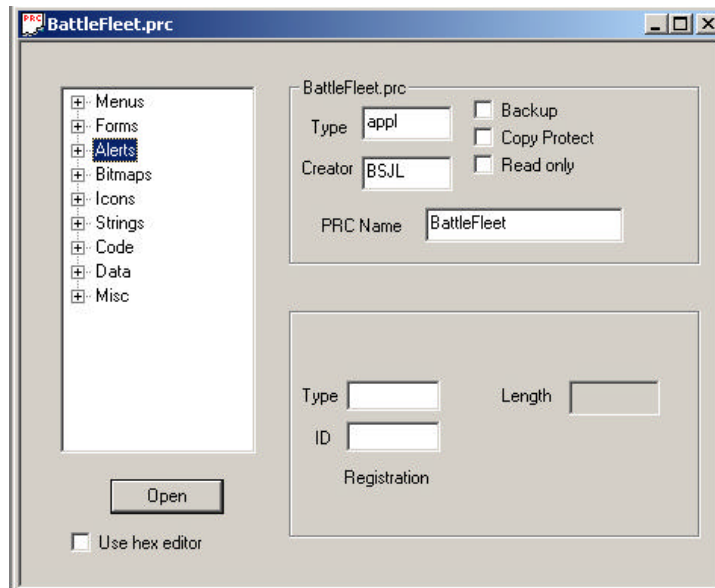 PRC
BattleFleet.prc
Menus
Forms
Alerts
Bitmaps
Icons
Strings
Code
Data
Misc
Open
Use hex editor
BattleFleet.prc
Type appl
Creator BSJL
Backup
Copy Protect
Read only
PRC Name BattleFleet
Type
Length
ID
Registration